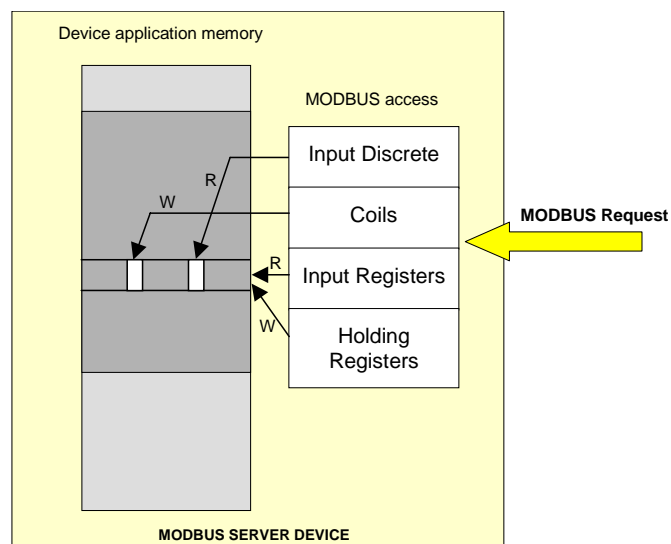 Device application memory
MODBUS access
Input Discrete
R
W
Coils
MODBUS Request
R
Input Registers
W
Holding
Registers
MODBUS SERVER DEVICE